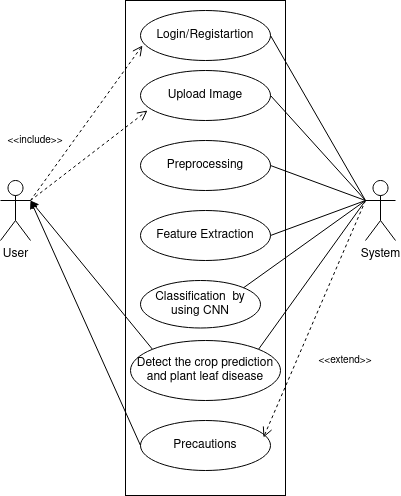 Login/Registartion
Upload Image
<<include>>
Preprocessing
Feature Extraction
User
System
Classification by
using CNN
Detect the crop prediction
and plant leaf disease
<<extend>>
Precautions